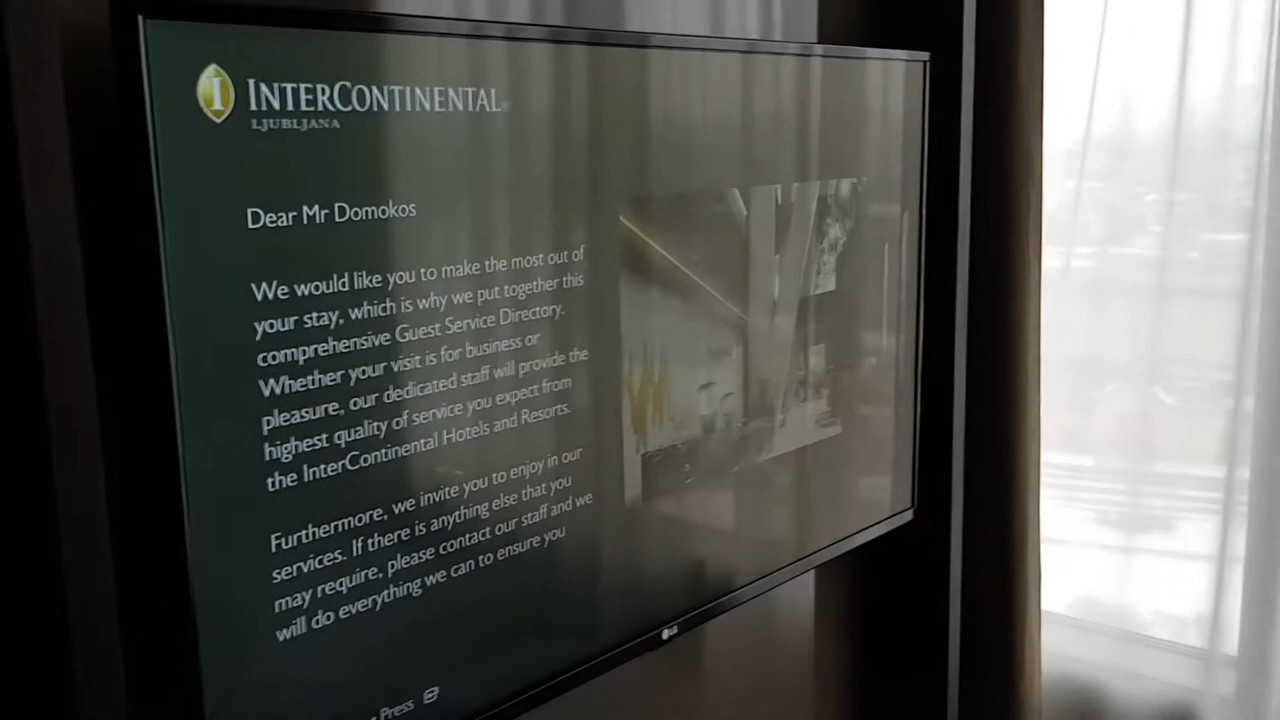 I INTERCONTINENTAL®
LJUBLJANA
Dear Mr Domokos
We would like you to make the most out of
your stay, which is why we put together this
comprehensive Guest Service Directory.
Whether your visit is for business or
pleasure, our dedicated staff will provide the
highest quality of service you expect from
the InterContinental Hotels and Resorts.
Furthermore, we invite you to enjoy in our
services. If there is anything else that you
may require, please contact our staff and we
will do everything we can to ensure you
Press
LG